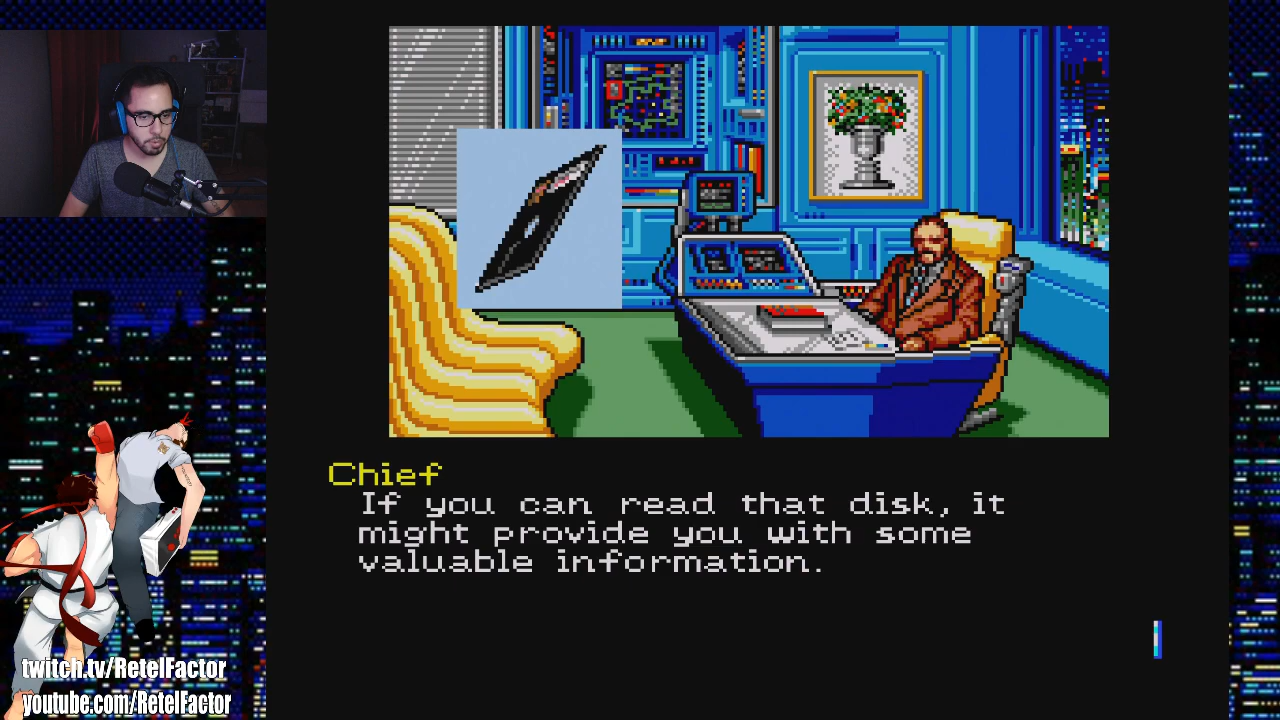 Chief
If you can read that disk, it
might provide you with some
valuable information.
twitch.tv/RetelFactor
youtube.com/RetelFactor